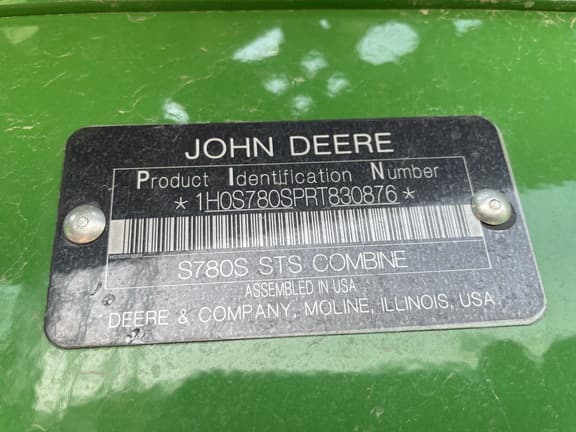 JOHN DEERE
Product Identification Number
*1H0S780SPRT830876*
S780S STS COMBINE
ASSEMBLED IN USA
DEERE & COMPANY, MOLINE, ILLINOIS, USA